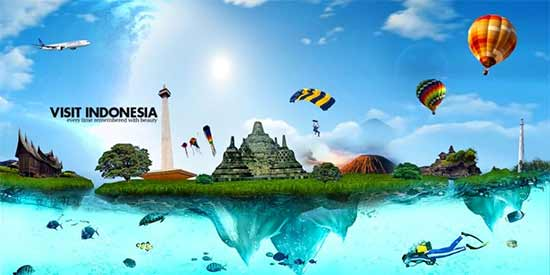 VISIT INDONESIA
every time remembered with beauty